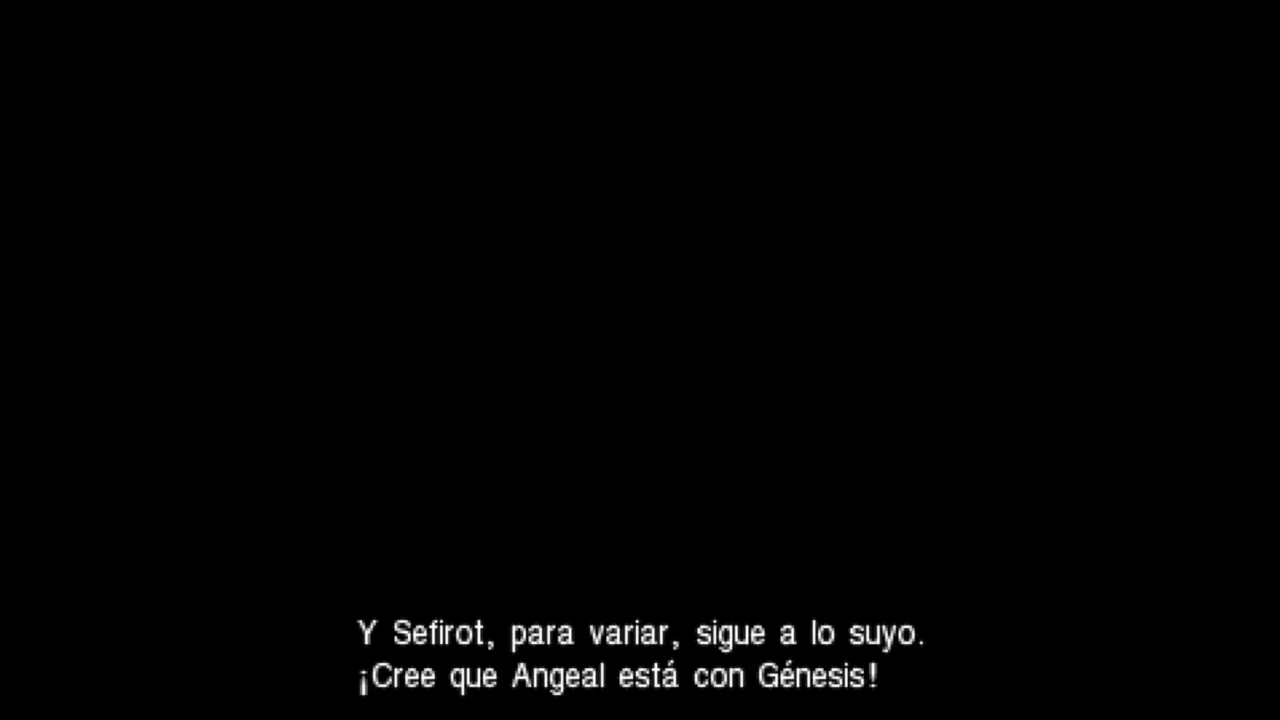 Y Sefirot, para variar, sigue a lo suyo.
¡Cree que Angeal está con Génesis!